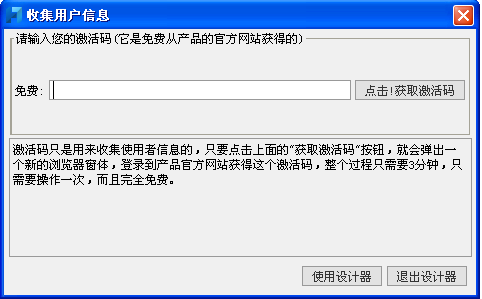 收集用户信息
请输入您的激活码(它是免费从产品的官方网站获得的)
免费: 点击!获取激活码
激活码只是用来收集使用者信息的，只要点击上面的"获取激活码"按钮，就会弹出一
个新的浏览器窗体，登录到产品官方网站获得这个激活码，整个过程只需要3分钟，只
需要操作一次，而且完全免费。
使用设计器 退出设计器